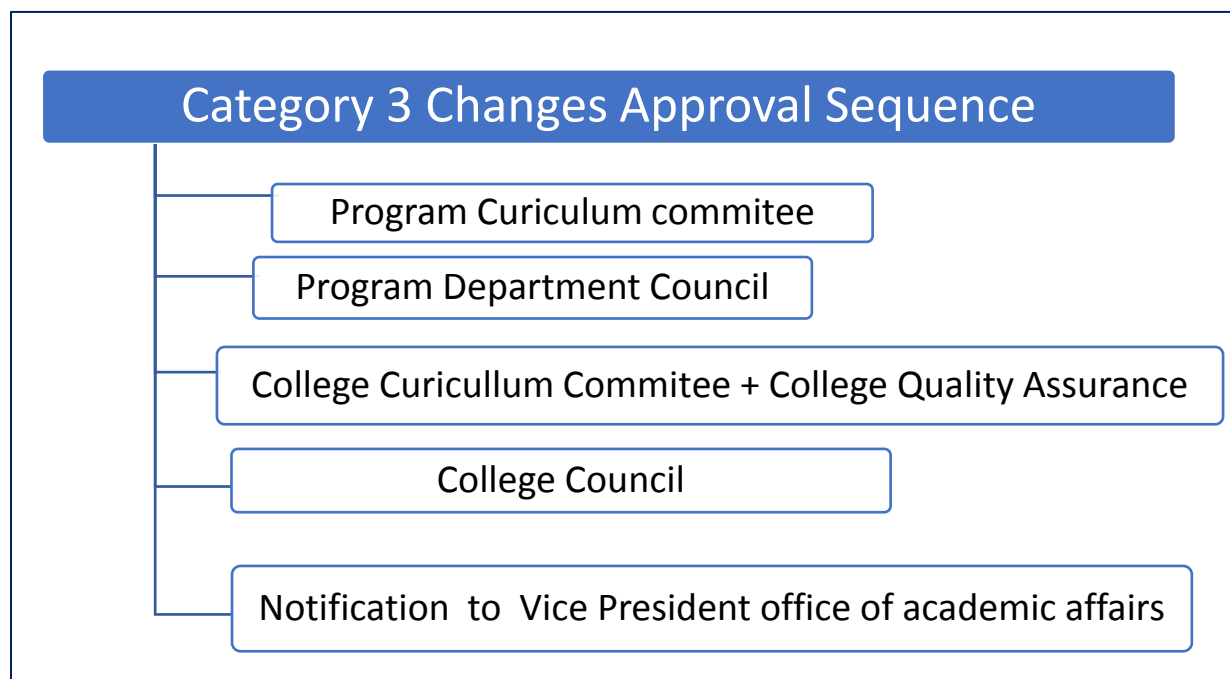 Category 3 Changes Approval Sequence
Program Curiculum commitee
Program Department Council
College Curicullum Commitee + College Quality Assurance
College Council
Notification to Vice President office of academic affairs